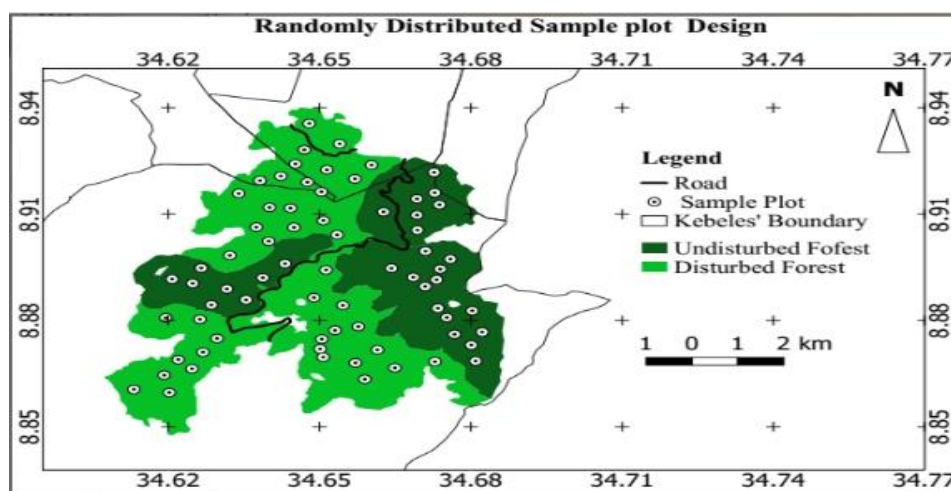 Randomly Distributed Sample plot Design
34.62 34.65 34.68 34.71 34.74 34.77
8.94 8.94
N
Legend
Road
Sample Plot
8.91 8.91
Kebeles' Boundary
Undisturbed Fofest
Disturbed Forest
8.88 8.88
1 0 1 2 km
8.85 8.85
34.62 34.65 34.68 34.71 34.74 34.77